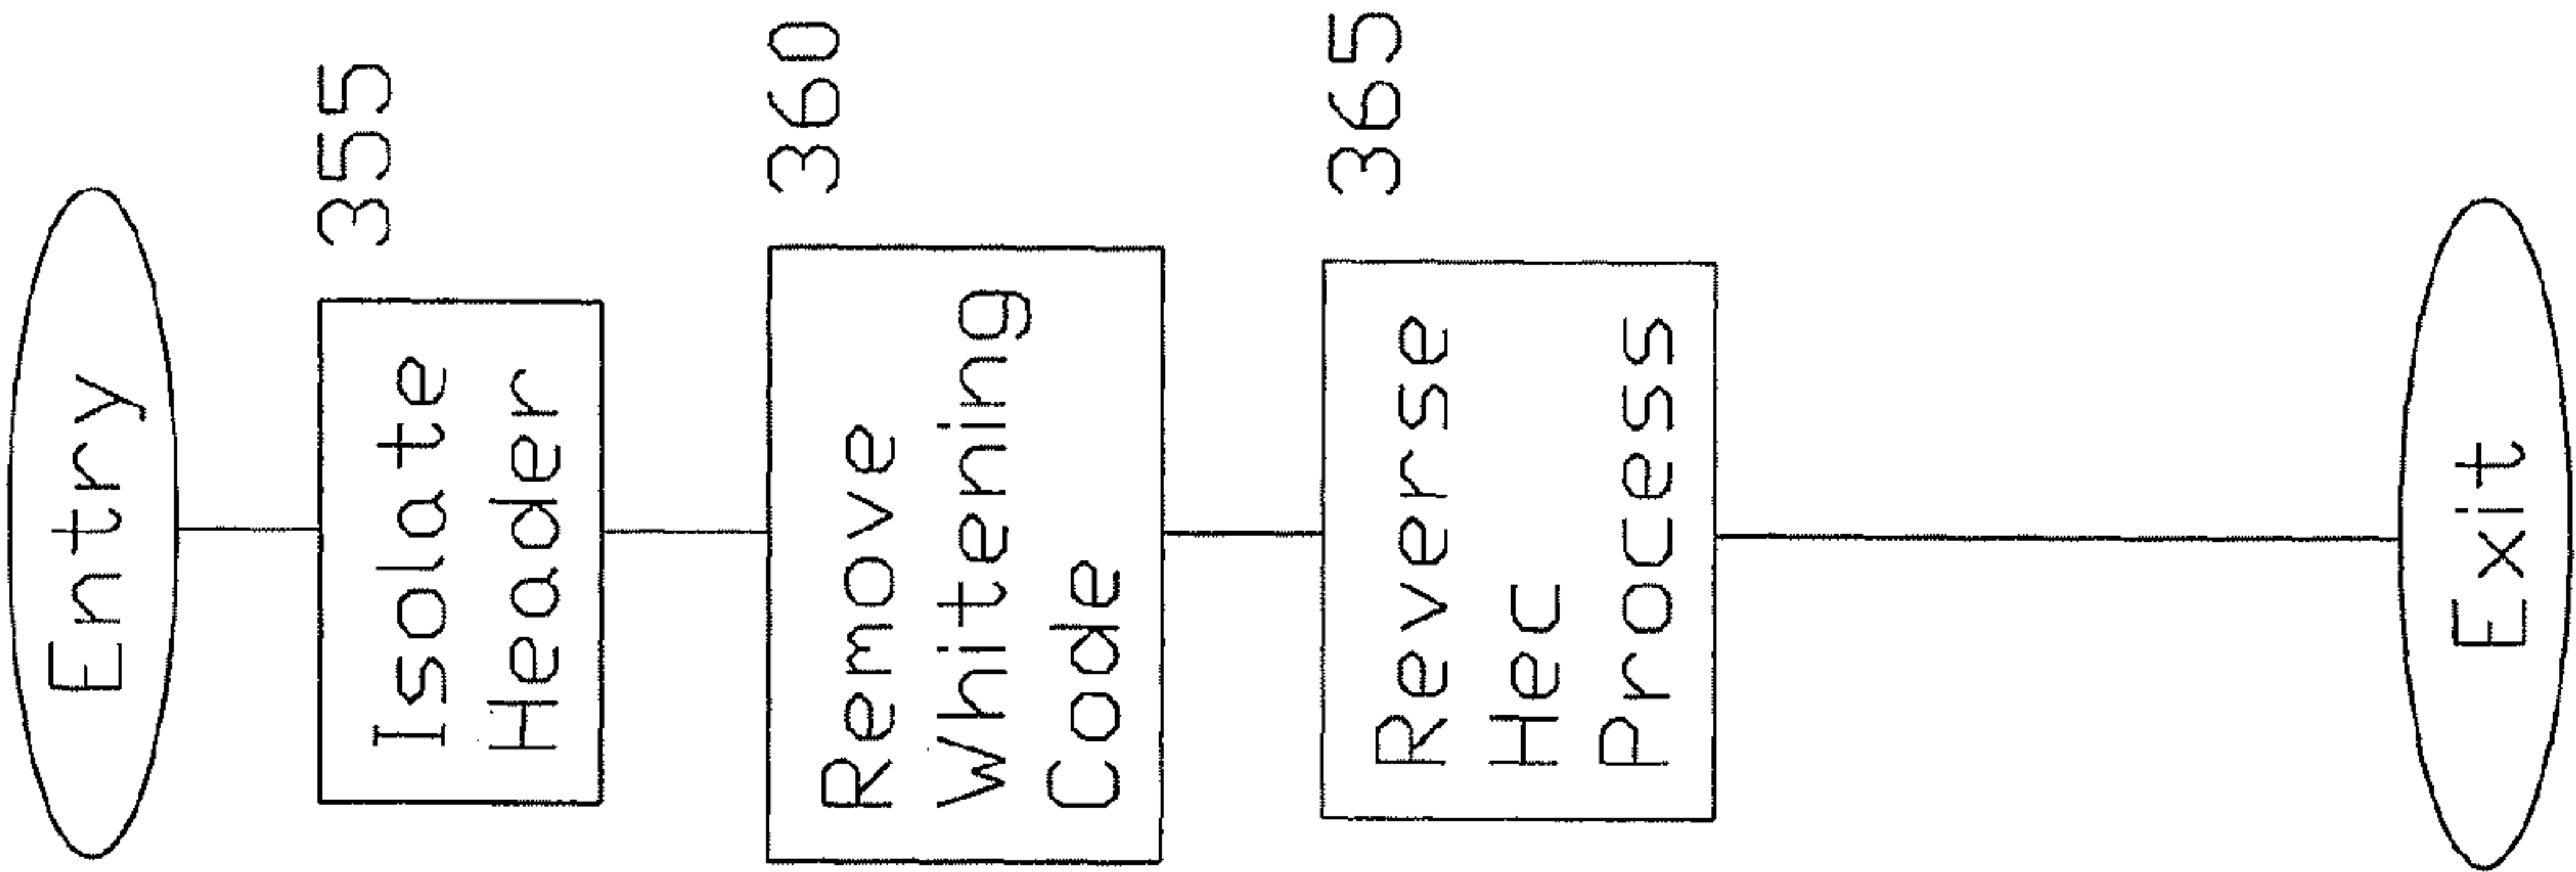 Entry
355
Isolate
Header
360
Remove
Whitening
Code
365
Reverse
Hec
Process
Exit